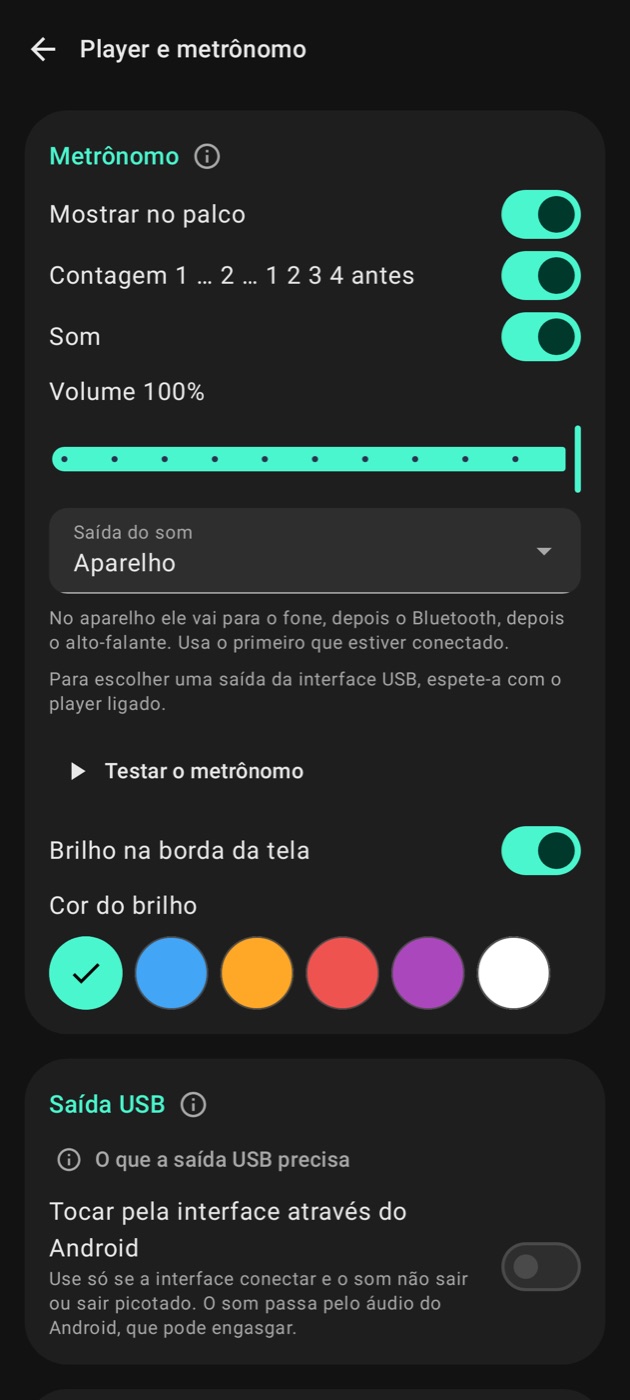 Player e metrônomo
Metrônomo
Mostrar no palco
Contagem 1 ... 2 ... 1 2 3 4 antes
Som
Volume 100%
Saída do som
Aparelho
No aparelho ele vai para o fone, depois o Bluetooth, depois
o alto-falante. Usa o primeiro que estiver conectado.
Para escolher uma saída da interface USB, espete-a com o
player ligado.
Testar o metrônomo
Brilho na borda da tela
Cor do brilho
Saída USB
O que a saída USB precisa
Tocar pela interface através do
Android
Use só se a interface conectar e o som não sair
ou sair picotado. O som passa pelo áudio do
Android, que pode engasgar.